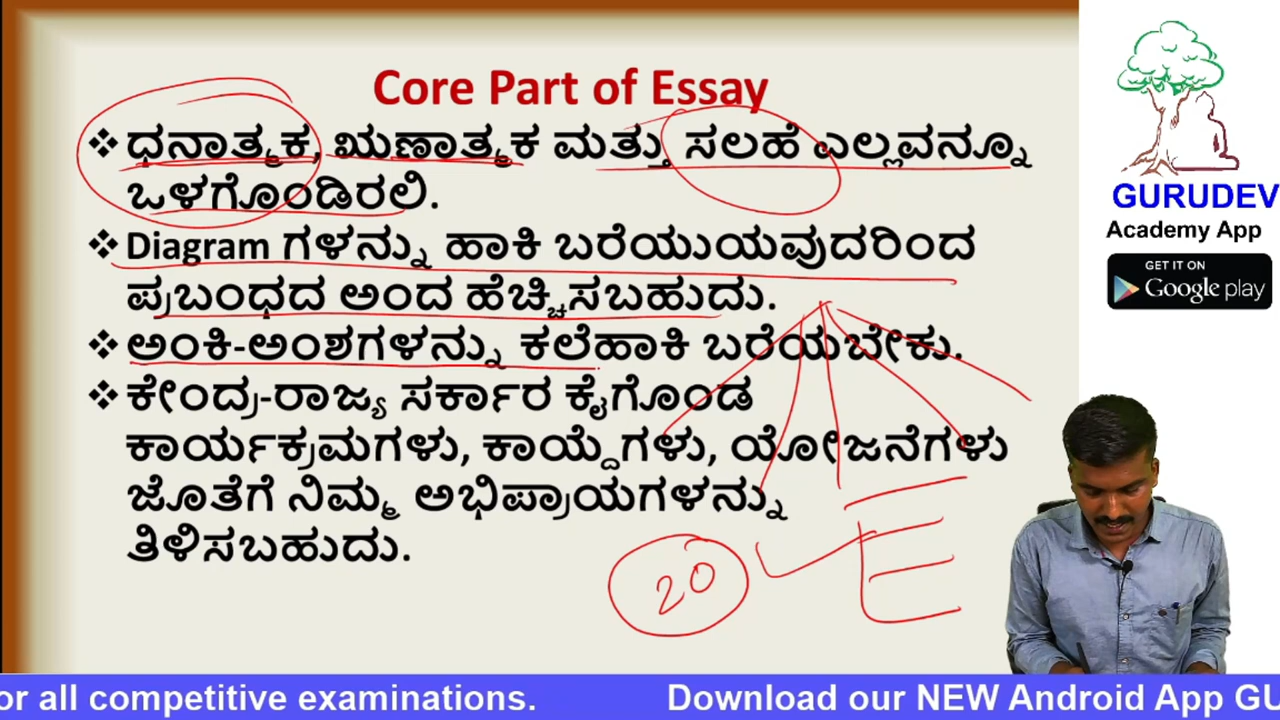 Core Part of Essay
❖ ಧನಾತ್ಮಕ, ಋಣಾತ್ಮಕ ಮತ್ತು ಸಲಹೆ ಎಲ್ಲವನ್ನೂ
ಒಳಗೊಂಡಿರಲಿ.
❖ Diagram ಗಳನ್ನು ಹಾಕಿ ಬರೆಯುಯವುದರಿಂದ
ಪ್ರಬಂಧದ ಅಂದ ಹೆಚ್ಚಿಸಬಹುದು.
❖ ಅಂಕಿ-ಅಂಶಗಳನ್ನು ಕಲೆಹಾಕಿ ಬರೆಯಬೇಕು.
❖ ಕೇಂದ್ರ-ರಾಜ್ಯ ಸರ್ಕಾರ ಕೈಗೊಂಡ
ಕಾರ್ಯಕ್ರಮಗಳು, ಕಾಯ್ದೆಗಳು, ಯೋಜನೆಗಳು
ಜೊತೆಗೆ ನಿಮ್ಮ ಅಭಿಪ್ರಾಯಗಳನ್ನು
ತಿಳಿಸಬಹುದು.
20
E
GURUDEV
Academy App
GET IT ON
Google play
or all competitive examinations. Download our NEW Android App GU